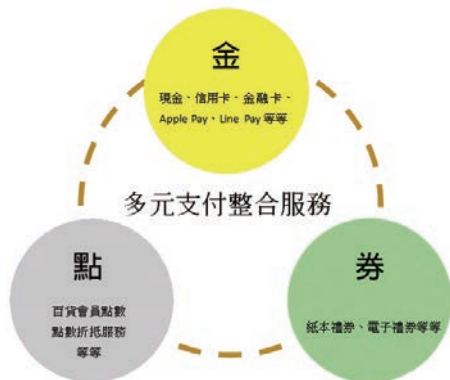 金
現金、信用卡、金融卡、
Apple Pay、Line Pay 等等
多元支付整合服務
點
百貨會員點數
點數折抵服務
等等
券
紙本禮券、電子禮券等等